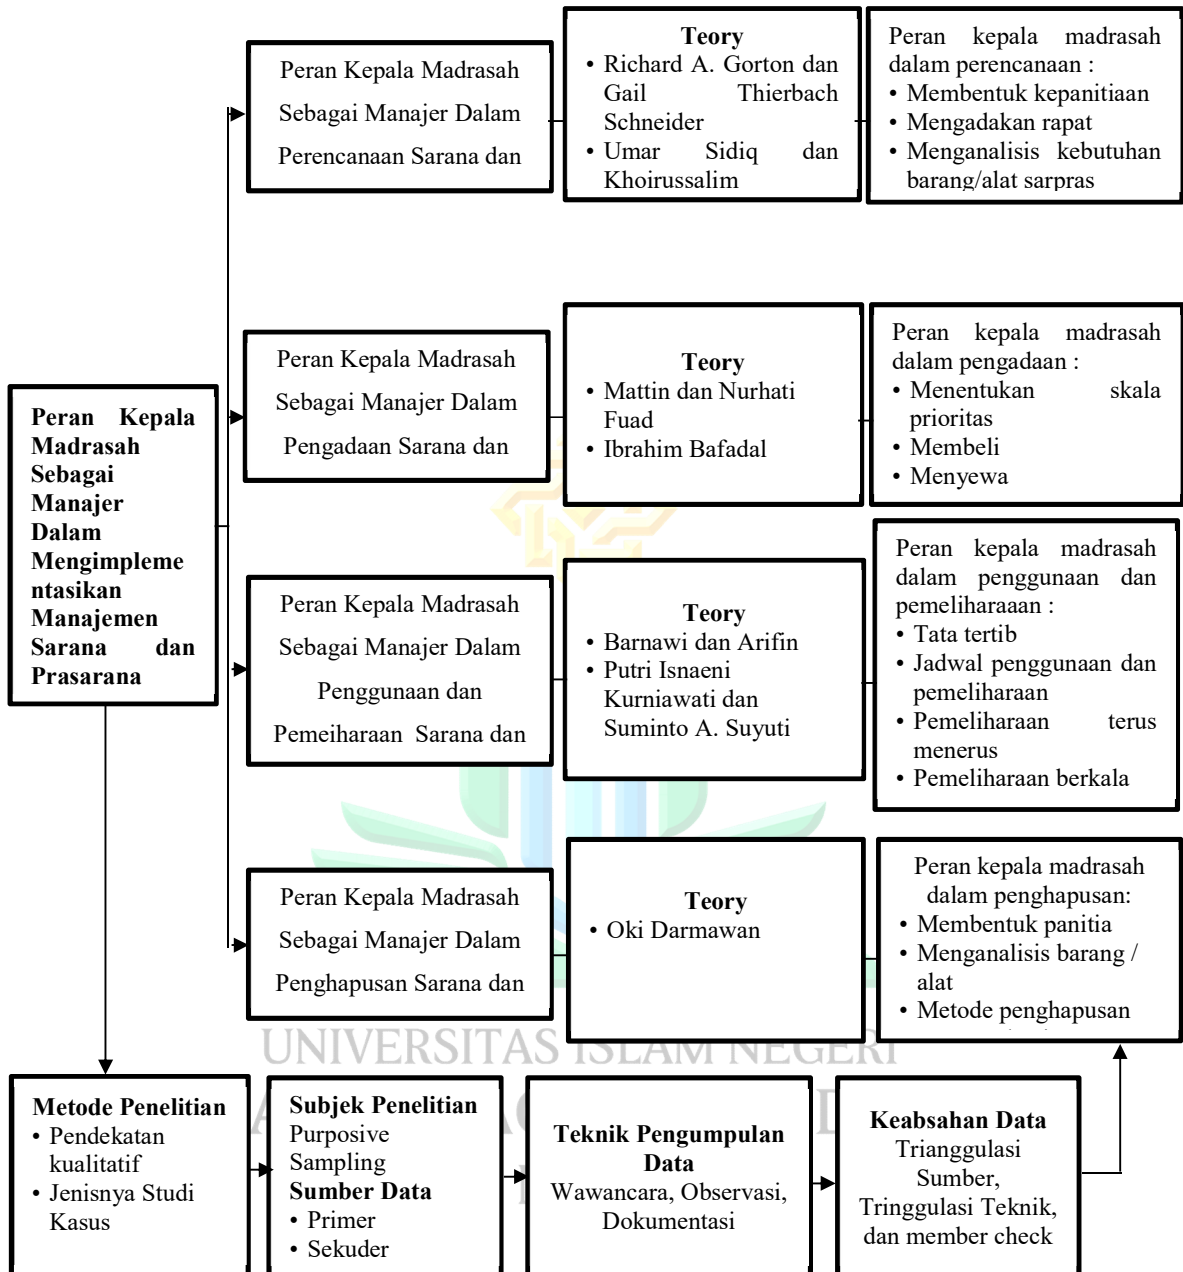 Peran Kepala Madrasah
Sebagai Manajer Dalam
Perencanaan Sarana dan
Teory
• Richard A. Gorton dan
Gail Thierbach
Schneider
• Umar Sidiq dan
Khoirussalim
Peran kepala madrasah
dalam perencanaan :
• Membentuk kepanitiaan
• Mengadakan rapat
• Menganalisis kebutuhan
barang/alat sarpras
Peran Kepala
Madrasah
Sebagai
Manajer
Dalam
Mengimpleme
ntasikan
Manajemen
Sarana dan
Prasarana
Peran Kepala Madrasah
Sebagai Manajer Dalam
Pengadaan Sarana dan
Teory
• Mattin dan Nurhati
Fuad
• Ibrahim Bafadal
Peran kepala madrasah
dalam pengadaan :
• Menentukan skala
prioritas
• Membeli
• Menyewa
Peran Kepala Madrasah
Sebagai Manajer Dalam
Penggunaan dan
Pemeiharaan Sarana dan
Teory
• Barnawi dan Arifin
• Putri Isnaeni
Kurniawati dan
Suminto A. Suyuti
Peran kepala madrasah
dalam penggunaan dan
pemeliharaaan :
• Tata tertib
• Jadwal penggunaan dan
pemeliharaan
• Pemeliharaan terus
menerus
• Pemeliharaan berkala
Peran Kepala Madrasah
Sebagai Manajer Dalam
Penghapusan Sarana dan
Teory
• Oki Darmawan
Peran kepala madrasah
dalam penghapusan:
• Membentuk panitia
• Menganalisis barang /
alat
• Metode penghapusan
UNIVERSITAS ISLAM NEGERI
Metode Penelitian
• Pendekatan
kualitatif
• Jenisnya Studi
Kasus
Subjek Penelitian
Purposive
Sampling
Sumber Data
• Primer
• Sekuder
Teknik Pengumpulan
Data
Wawancara, Observasi,
Dokumentasi
Keabsahan Data
Trianggulasi
Sumber,
Tringgulasi Teknik,
dan member check